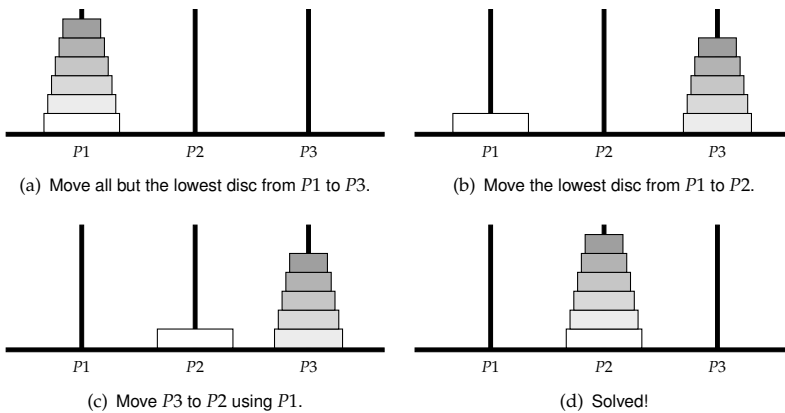 P1 P2 P3
(a) Move all but the lowest disc from P1 to P3.
P1 P2 P3
(b) Move the lowest disc from P1 to P2.
P1 P2 P3
(c) Move P3 to P2 using P1.
P1 P2 P3
(d) Solved!